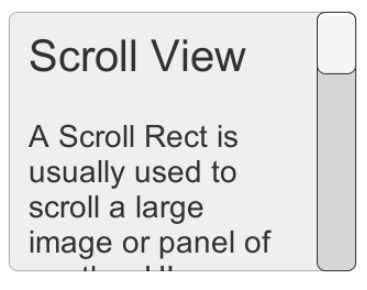 Scroll View
A Scroll Rect is
usually used to
scroll a large
image or panel of